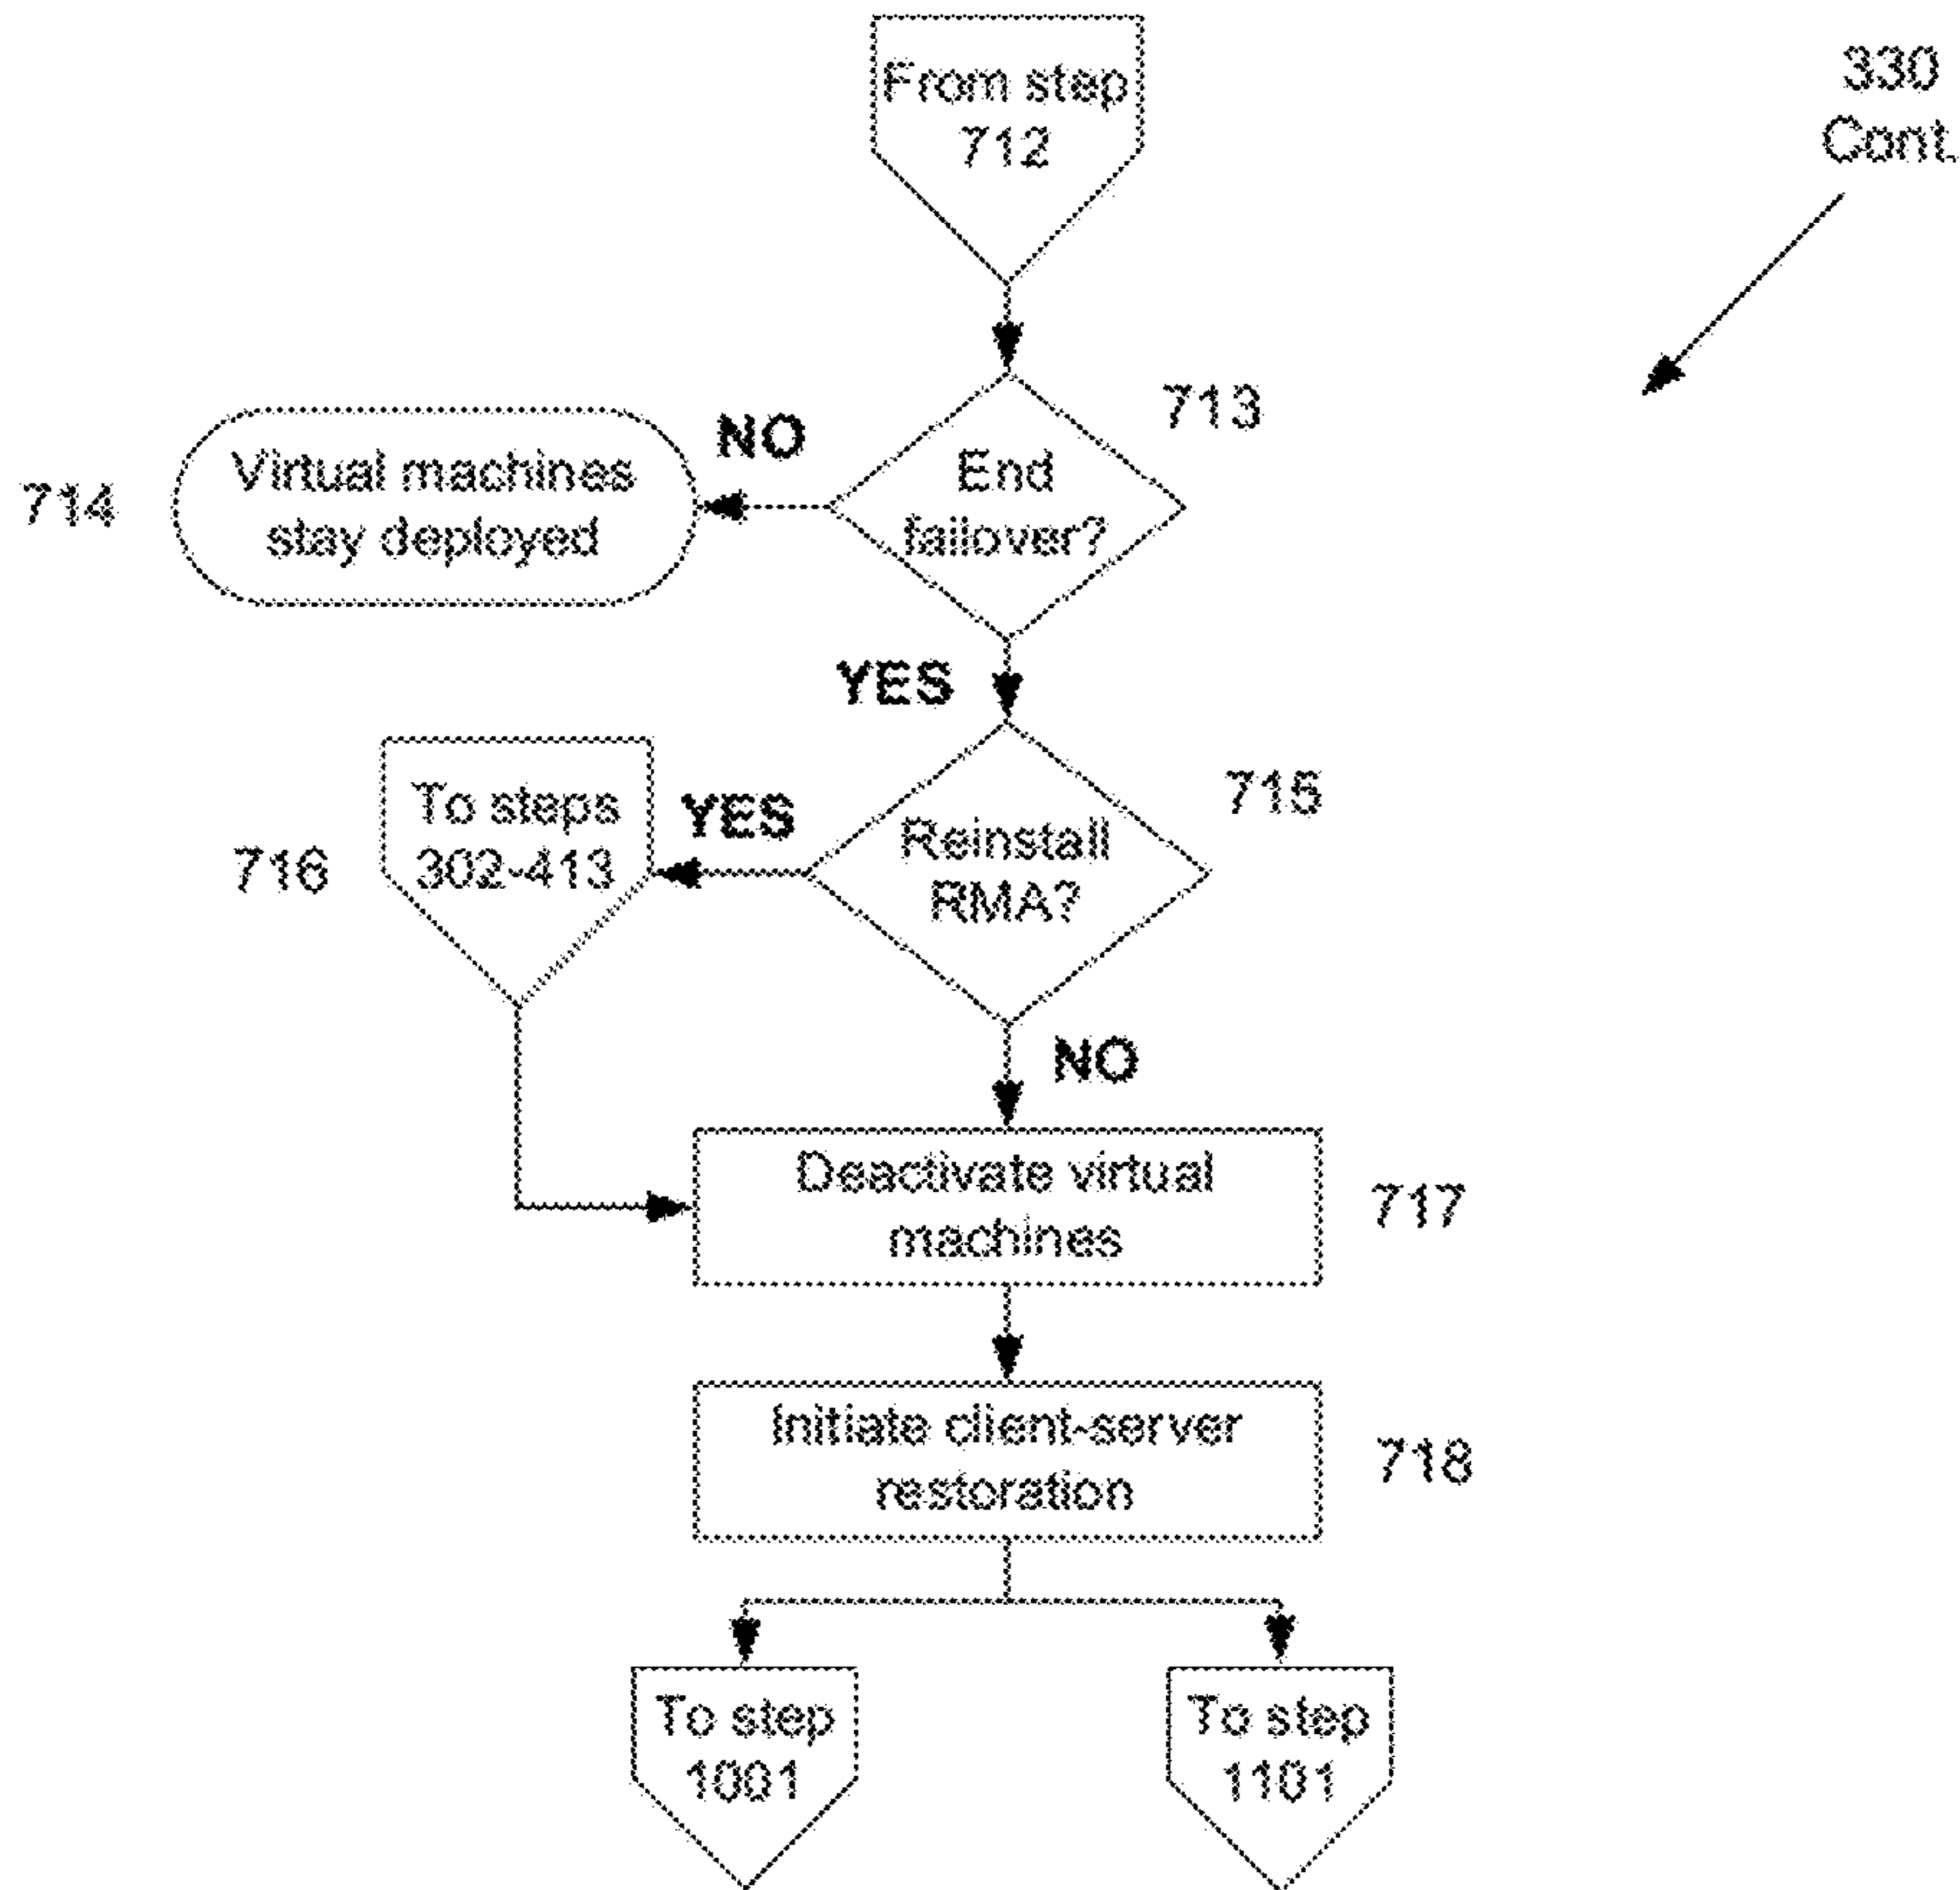 From step
712
330
Cont.
713
End
failover?
NO
714
Virtual machines
stay deployed
YES
715
Reinstall
RMA?
YES
To steps
302-413
716
NO
Deactivate virtual
machines
717
Initiate client-server
restoration
718
To step
1001
To step
1101